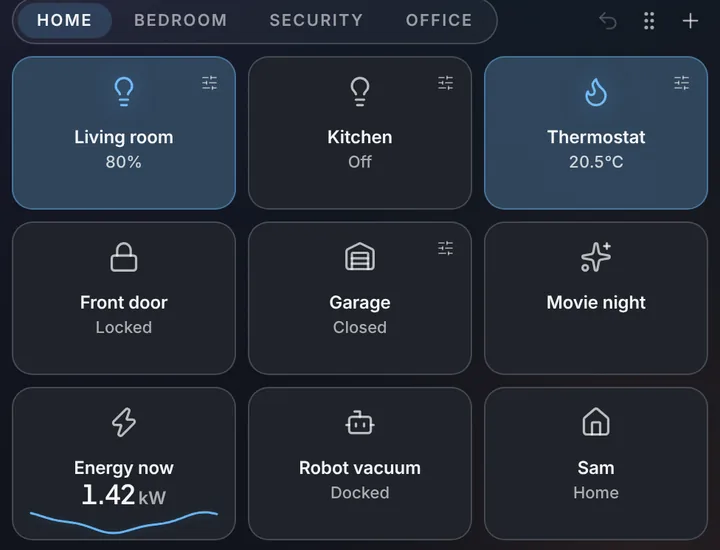 HOME BEDROOM SECURITY OFFICE
Living room
80%
Kitchen
Off
Thermostat
20.5°C
Front door
Locked
Garage
Closed
Movie night
Energy now
1.42 kW
Robot vacuum
Docked
Sam
Home